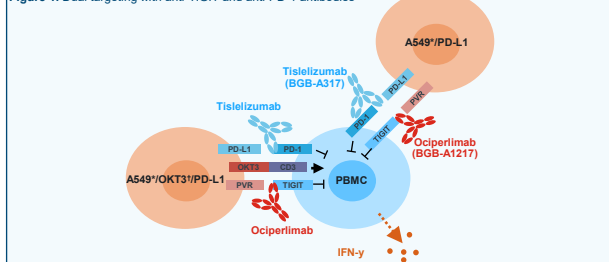 A549*/PD-L1
Tislelizumab
(BGB-A317)
PD-L1
PVR
Tislelizumab
PD-1
TIGIT
Ociperlimab
(BGB-A1217)
PD-L1 PD-1
OKT3 CD3
A549*/OKT3†/PD-L1
PBMC
PVR TIGIT
Ociperlimab
IFN-y